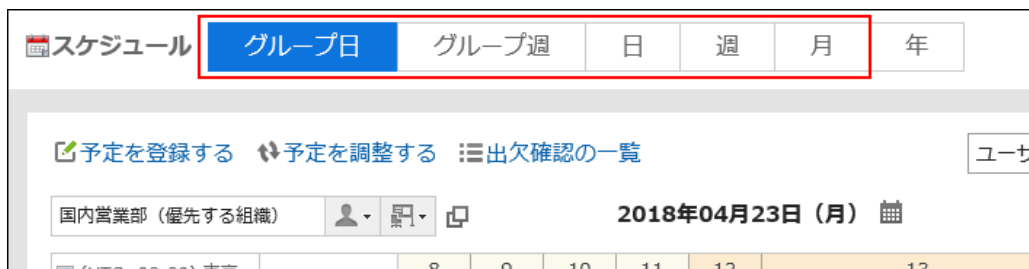 スケジュール グループ日 グループ週 日 週 月 年
予定を登録する 予定を調整する 出欠確認の一覧
国内営業部（優先する組織） 2018年04月23日（月）
8 9 10 11 12 13